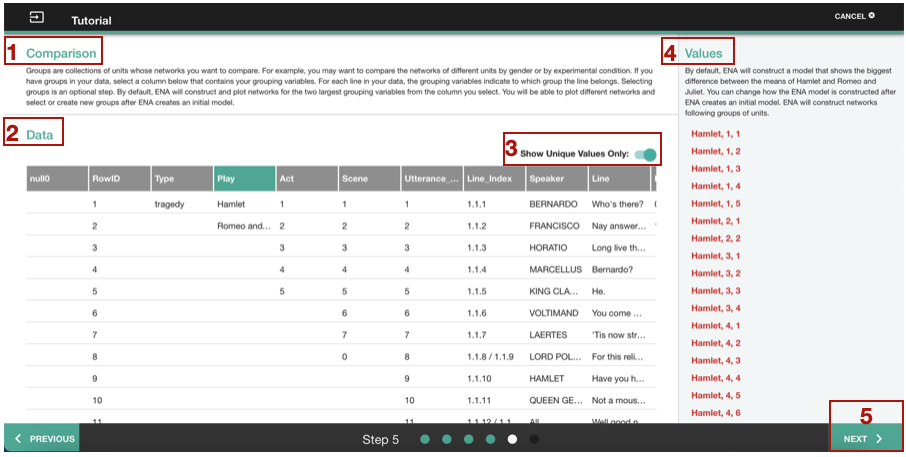 Tutorial
CANCEL
1 Comparison
Groups are collections of units whose networks you want to compare. For example, you may want to compare the networks of different units by gender or by experimental condition. If you
have groups in your data, select a column below that contains your grouping variables. For each line in your data, the grouping variables indicate to which group the line belongs. Selecting
groups is an optional step. By default, ENA will construct and plot networks for the two largest grouping variables from the column you select. You will be able to plot different networks and
select or create new groups after ENA creates an initial model.
2 Data
3 Show Unique Values Only:
null0 RowID Type Play Act Scene Utterance_... Line_Index Speaker Line
1 tragedy Hamlet 1 1 1 1.1.1 BERNARDO Who's there?
2 Romeo and... 2 2 2 1.1.2 FRANCISCO Nay answer...
3 3 3 3 1.1.3 HORATIO Long live th...
4 4 4 4 1.1.4 MARCELLUS Bernardo?
5 5 5 5 1.1.5 KING CLA... He.
6 6 6 1.1.6 VOLTIMAND You come ...
7 7 7 1.1.7 LAERTES 'Tis now str...
8 0 8 1.1.8 / 1.1.9 LORD POL... For this reli...
9 9 1.1.10 HAMLET Have you h...
10 10 1.1.11 QUEEN GE... Not a mous...
11 11 1.1.12 / 1.1... All Well good n...
4 Values
By default, ENA will construct a model that shows the biggest
difference between the means of Hamlet and Romeo and
Juliet. You can change how the ENA model is constructed after
ENA creates an initial model. ENA will construct networks
following groups of units.
Hamlet, 1, 1
Hamlet, 1, 2
Hamlet, 1, 3
Hamlet, 1, 4
Hamlet, 1, 5
Hamlet, 2, 1
Hamlet, 2, 2
Hamlet, 3, 1
Hamlet, 3, 2
Hamlet, 3, 3
Hamlet, 3, 4
Hamlet, 4, 1
Hamlet, 4, 2
Hamlet, 4, 3
Hamlet, 4, 4
Hamlet, 4, 5
Hamlet, 4, 6
PREVIOUS
Step 5
5
NEXT